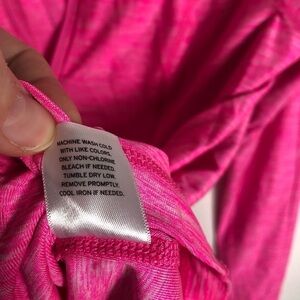 MACHINE WASH COLD
WITH LIKE COLORS.
ONLY NON-CHLORINE
BLEACH IF NEEDED.
TUMBLE DRY LOW.
REMOVE PROMPTLY.
COOL IRON IF NEEDED.